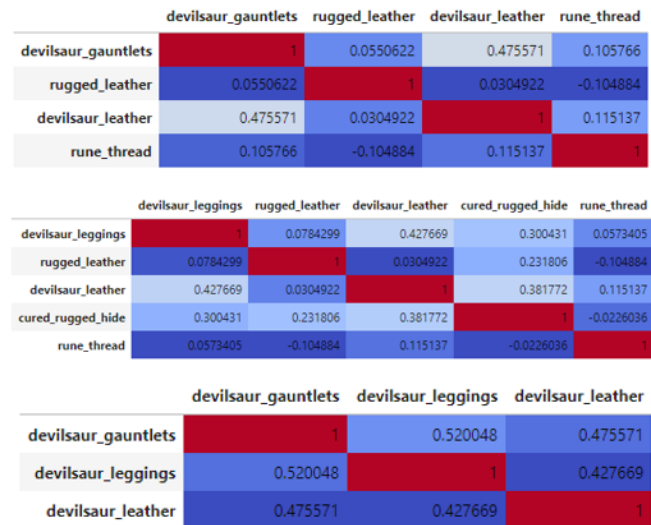 devilsaur_gauntlets rugged_leather devilsaur_leather rune_thread
devilsaur_gauntlets 1 0.0550622 0.475571 0.105766
rugged_leather 0.0550622 1 0.0304922 -0.104884
devilsaur_leather 0.475571 0.0304922 1 0.115137
rune_thread 0.105766 -0.104884 0.115137 1
devilsaur_leggings rugged_leather devilsaur_leather cured_rugged_hide rune_thread
devilsaur_leggings 1 0.0784299 0.427669 0.300431 0.0573405
rugged_leather 0.0784299 1 0.0304922 0.231806 -0.104884
devilsaur_leather 0.427669 0.0304922 1 0.381772 0.115137
cured_rugged_hide 0.300431 0.231806 0.381772 1 -0.0226036
rune_thread 0.0573405 -0.104884 0.115137 -0.0226036 1
devilsaur_gauntlets devilsaur_leggings devilsaur_leather
devilsaur_gauntlets 1 0.520048 0.475571
devilsaur_leggings 0.520048 1 0.427669
devilsaur_leather 0.475571 0.427669 1